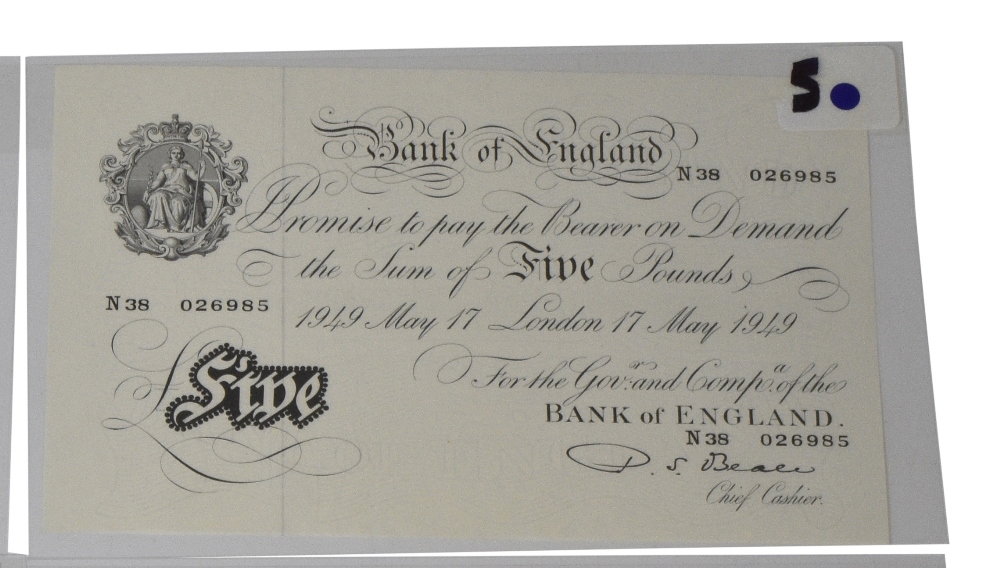 5.
Bank of England
N38 026985
Promise to pay the Bearer on Demand
the Sum of Five Pounds
N38 026985
1949 May 17 London 17 May 1949
£ Five
For the Gov.r and Comp.a of the
BANK of ENGLAND.
N38 026985
P. S. Beale
Chief Cashier.